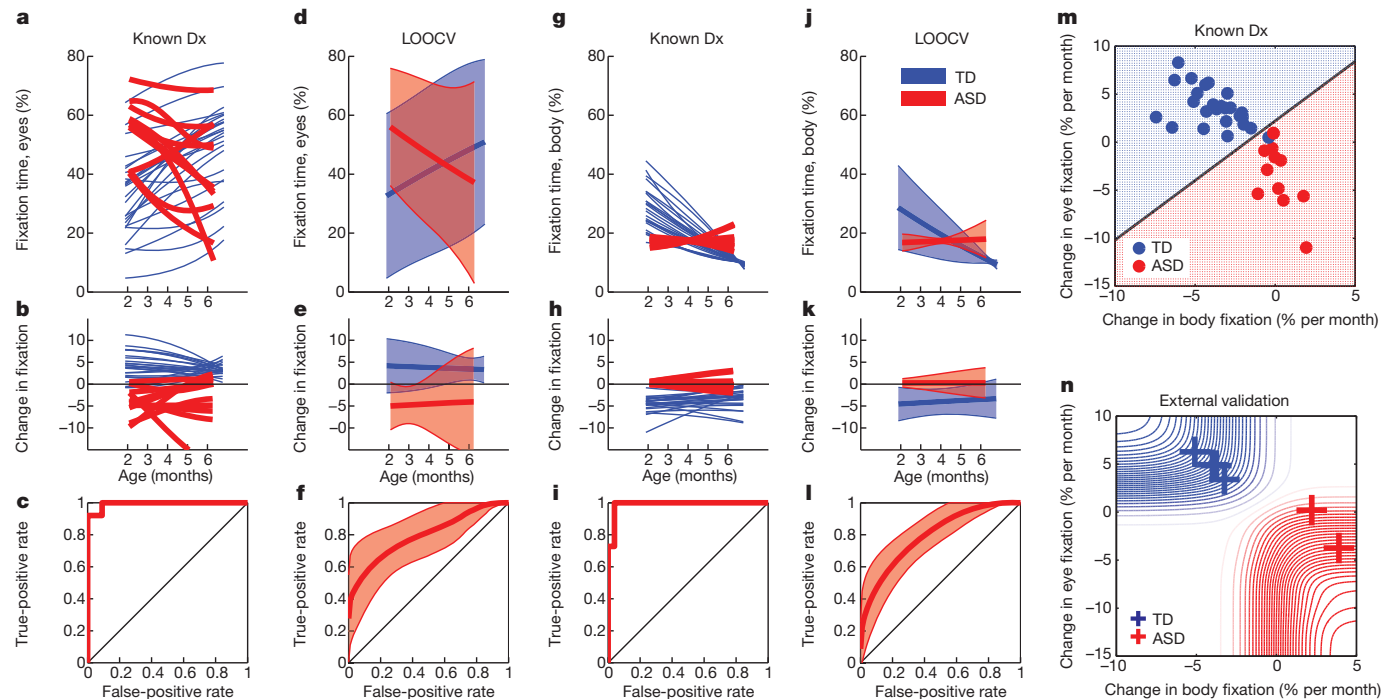 a
Known Dx
Fixation time, eyes (%)
80
60
40
20
0
2 3 4 5 6
b
Change in fixation
10
5
0
−5
−10
2 3 4 5 6
Age (months)
c
True-positive rate
1
0.8
0.6
0.4
0.2
0
0 0.2 0.4 0.6 0.8 1
False-positive rate
d
LOOCV
Fixation time, eyes (%)
80
60
40
20
0
2 3 4 5 6
e
Change in fixation
10
5
0
−5
−0
2 3 4 5 6
Age (months)
f
True-positive rate
1
0.8
0.6
0.4
0.2
0
0 0.2 0.4 0.6 0.8 1
False-positive rate
g
Known Dx
Fixation time, body (%)
80
60
40
20
0
2 3 4 5 6
h
Change in fixation
10
5
0
−5
−10
2 3 4 5 6
Age (months)
i
True-positive rate
1
0.8
0.6
0.4
0.2
0
0 0.2 0.4 0.6 0.8 1
False-positive rate
j
LOOCV
TD
ASD
Fixation time, body (%)
80
60
40
20
0
2 3 4 5 6
k
Change in fixation
10
5
0
−5
−10
2 3 4 5 6
Age (months)
l
True-positive rate
1
0.8
0.6
0.4
0.2
0
0 0.2 0.4 0.6 0.8 1
False-positive rate
m
Known Dx
Change in eye fixation (% per month)
10
5
0
−5
−10
−15
TD
ASD
−10 −5 0 5
Change in body fixation (% per month)
n
External validation
Change in eye fixation (% per month)
10
5
0
−5
−10
−15
TD
ASD
−10 −5 0 5
Change in body fixation (% per month)